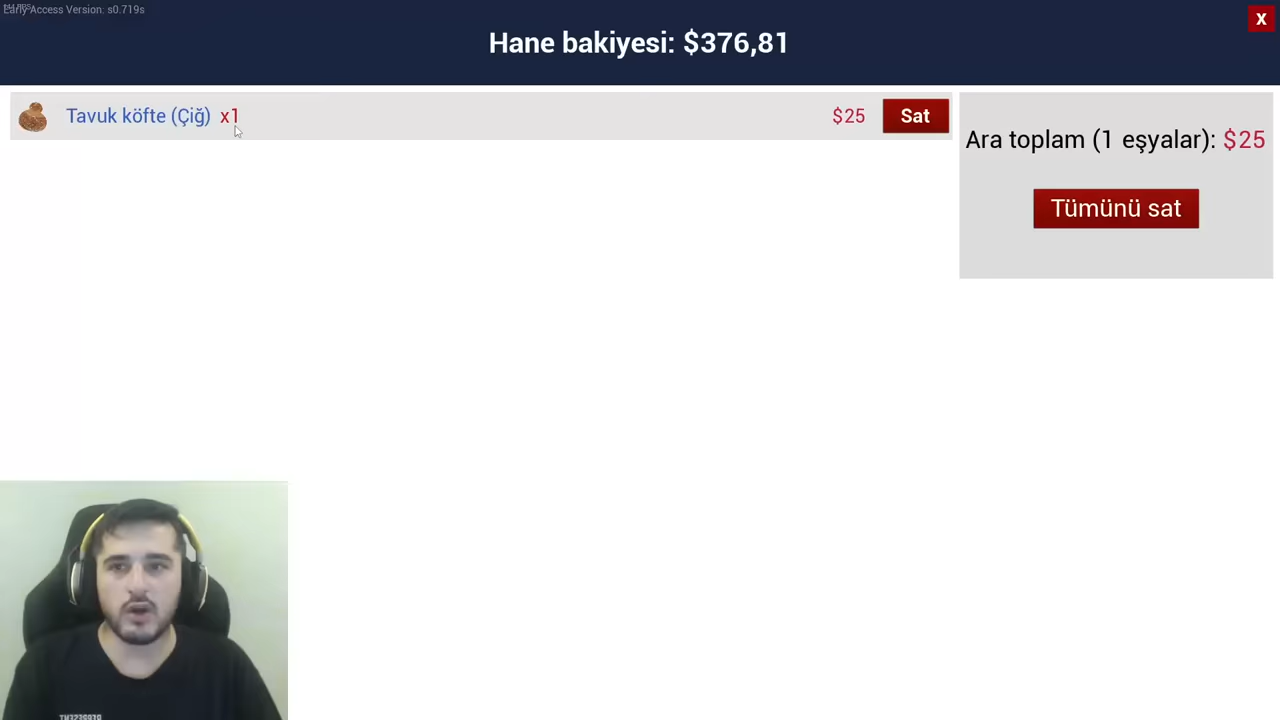 Early Access Version: s0.719s
X
Hane bakiyesi: $376,81
Tavuk köfte (Çiğ) x1 $25 Sat
Ara toplam (1 eşyalar): $25
Tümünü sat